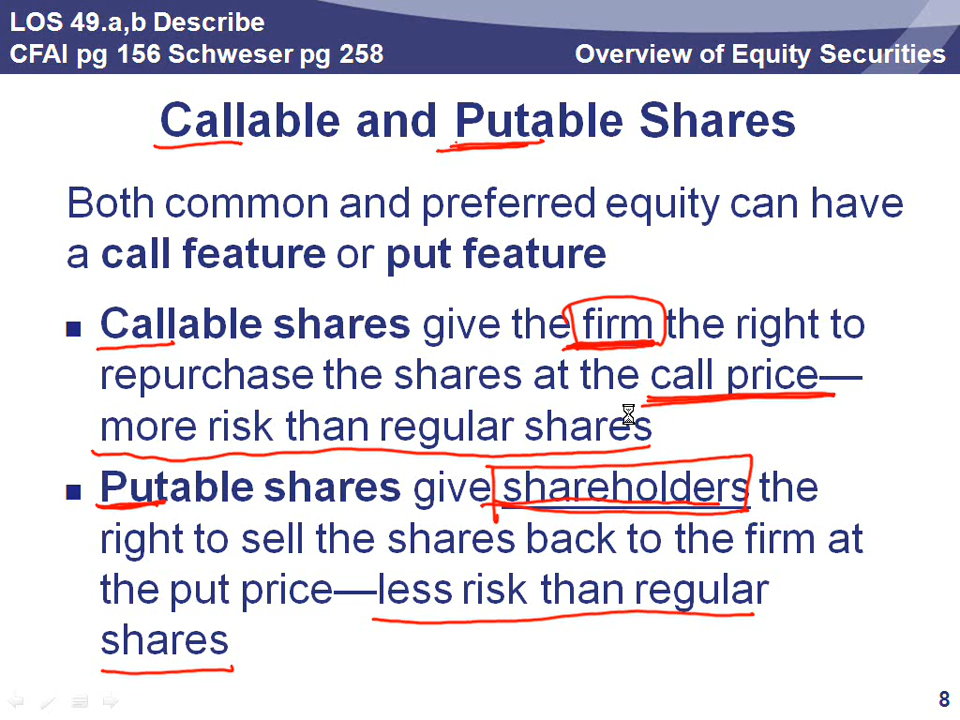 LOS 49.a,b Describe
CFAI pg 156 Schweser pg 258 Overview of Equity Securities
Callable and Putable Shares
Both common and preferred equity can have
a call feature or put feature
■ Callable shares give the firm the right to
repurchase the shares at the call price—
more risk than regular shares
■ Putable shares give shareholders the
right to sell the shares back to the firm at
the put price—less risk than regular
shares
8